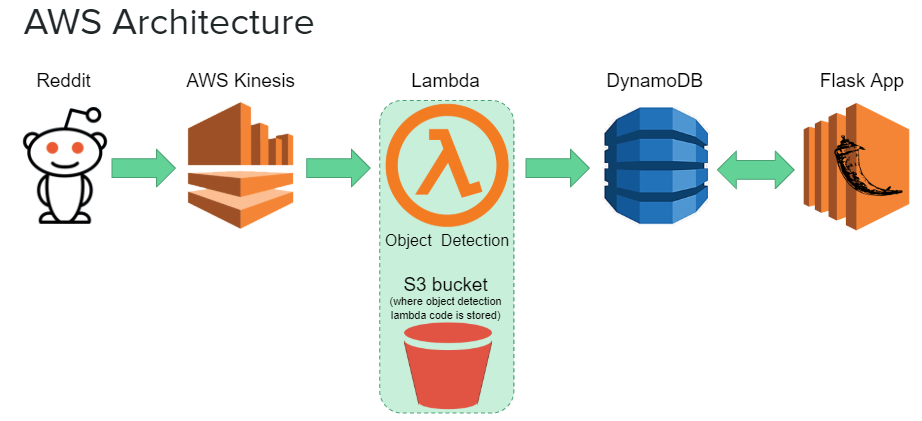 AWS Architecture
Reddit
AWS Kinesis
Lambda
DynamoDB
Flask App
Object Detection
S3 bucket
(where object detection
lambda code is stored)